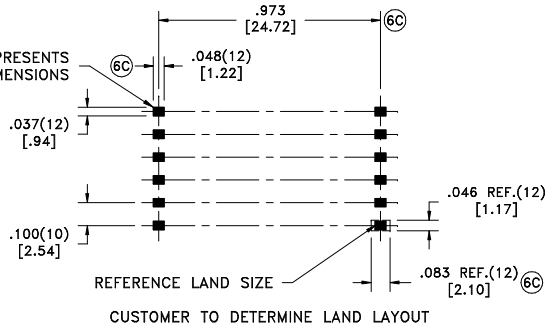 .973
[24.72]
6C
PRESENTS
MENSIONS
6C
.048(12)
[1.22]
.037(12)
[.94]
.046 REF.(12)
[1.17]
.100(10)
[2.54]
REFERENCE LAND SIZE
.083 REF.(12)
[2.10]
6C
CUSTOMER TO DETERMINE LAND LAYOUT